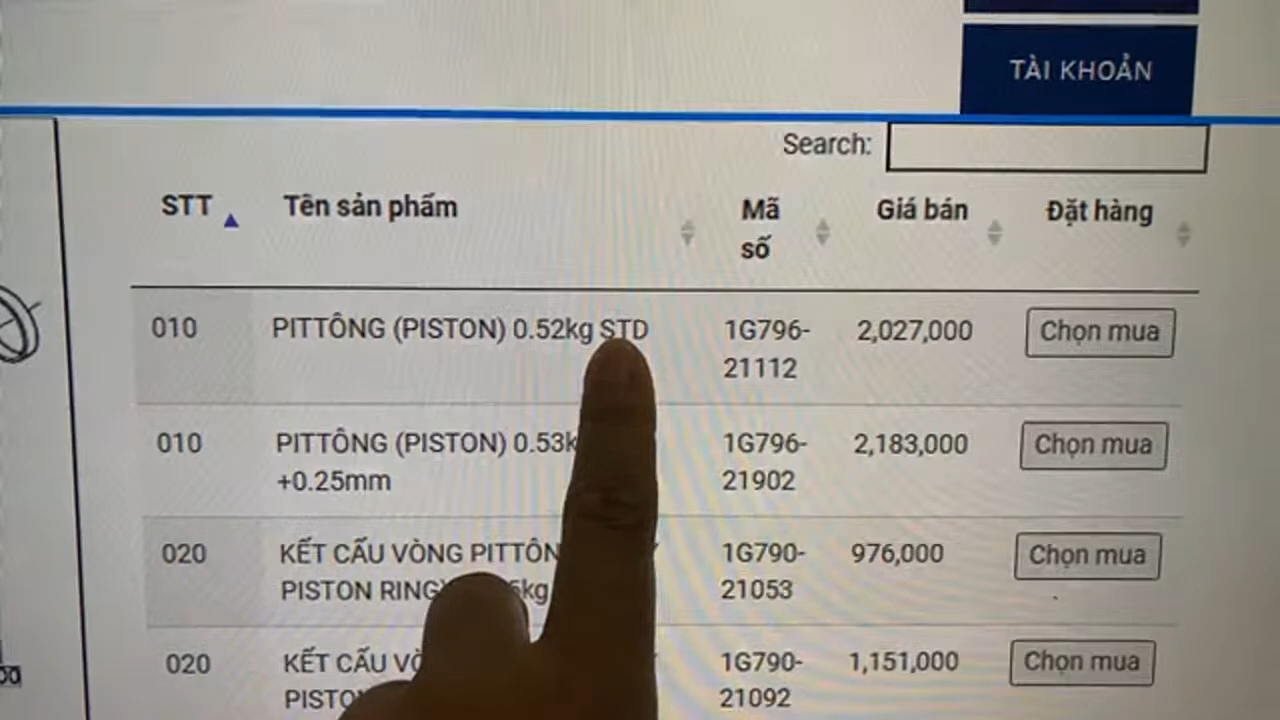 TÀI KHOẢN
Search:
STT Tên sản phẩm Mã số Giá bán Đặt hàng
010 PITTÔNG (PISTON) 0.52kg STD 1G796- 2,027,000 Chọn mua
21112
010 PITTÔNG (PISTON) 1G796- 2,183,000 Chọn mua
+0.25mm 21902
020 KẾT CẤU VÒNG 1G790- 976,000 Chọn mua
PISTON 21053
020 KẾT CẤU 1G790- 1,151,000 Chọn mua
21092